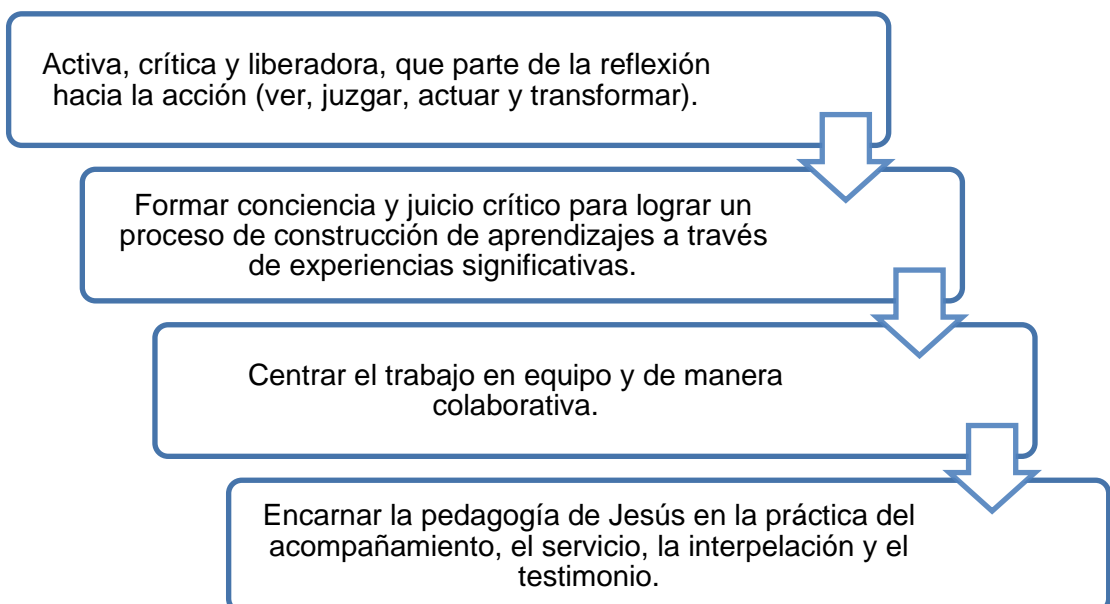 Activa, crítica y liberadora, que parte de la reflexión
hacia la acción (ver, juzgar, actuar y transformar).
Formar conciencia y juicio crítico para lograr un
proceso de construcción de aprendizajes a través
de experiencias significativas.
Centrar el trabajo en equipo y de manera
colaborativa.
Encarnar la pedagogía de Jesús en la práctica del
acompañamiento, el servicio, la interpelación y el
testimonio.